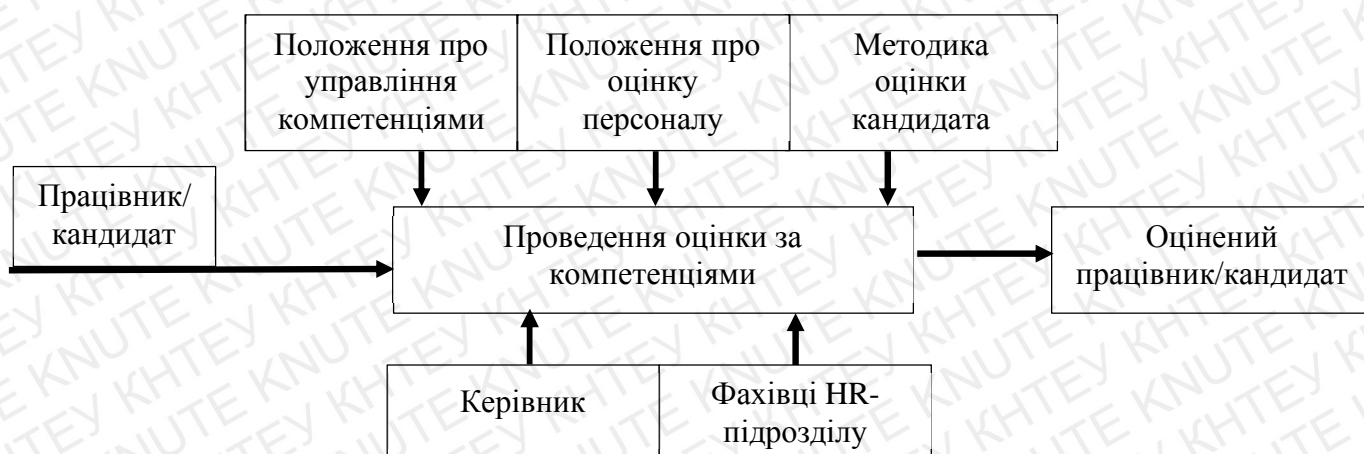 Положення про
управління
компетенціями
Положення про
оцінку
персоналу
Методика
оцінки
кандидата
Працівник/
кандидат
Проведення оцінки за
компетенціями
Оцінений
працівник/кандидат
Керівник
Фахівці HR-
підрозділу